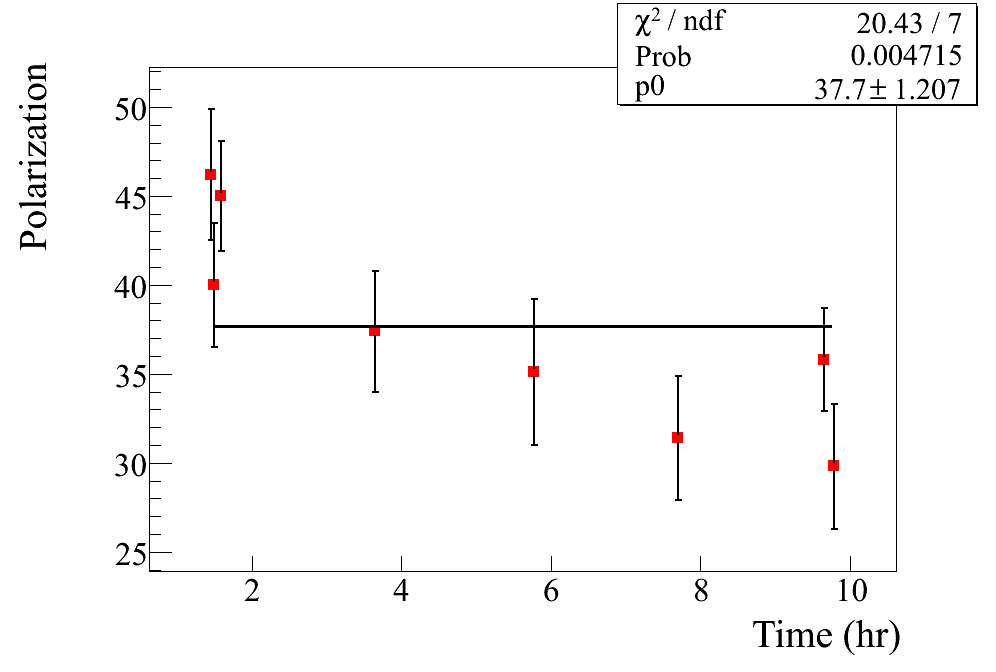 χ² / ndf 20.43 / 7
Prob 0.004715
p0 37.7± 1.207
Polarization
50
45
40
35
30
25
2 4 6 8 10
Time (hr)